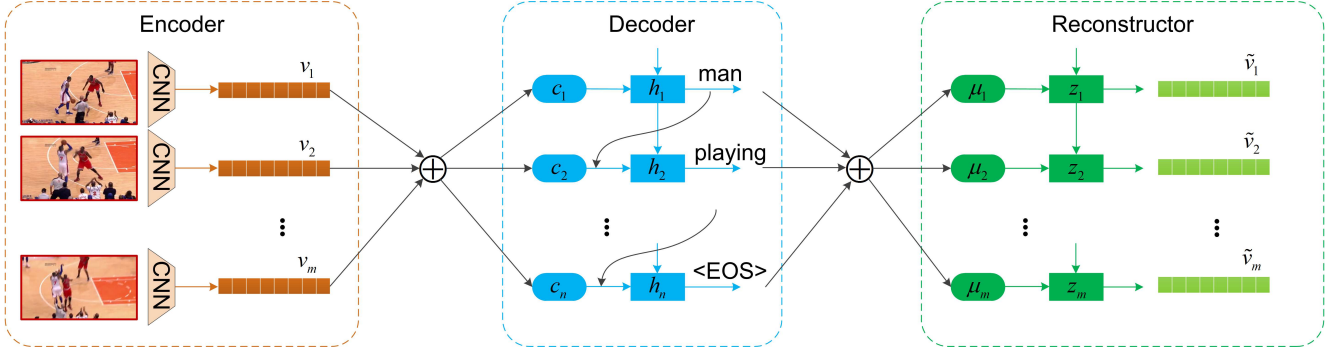 Encoder
Decoder
Reconstructor
CNN
v₁
c₁
h₁
man
μ₁
z₁
ṽ₁
CNN
v₂
c₂
h₂
playing
μ₂
z₂
ṽ₂
CNN
vₘ
cₙ
hₙ
<EOS>
μₘ
zₘ
ṽₘ